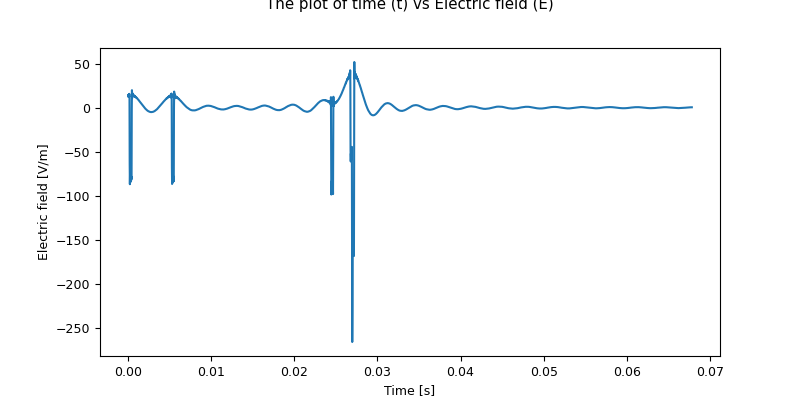 The plot of time (t) vs Electric field (E)
50
0
−50
−100
−150
−200
−250
Electric field [V/m]
0.00 0.01 0.02 0.03 0.04 0.05 0.06 0.07
Time [s]